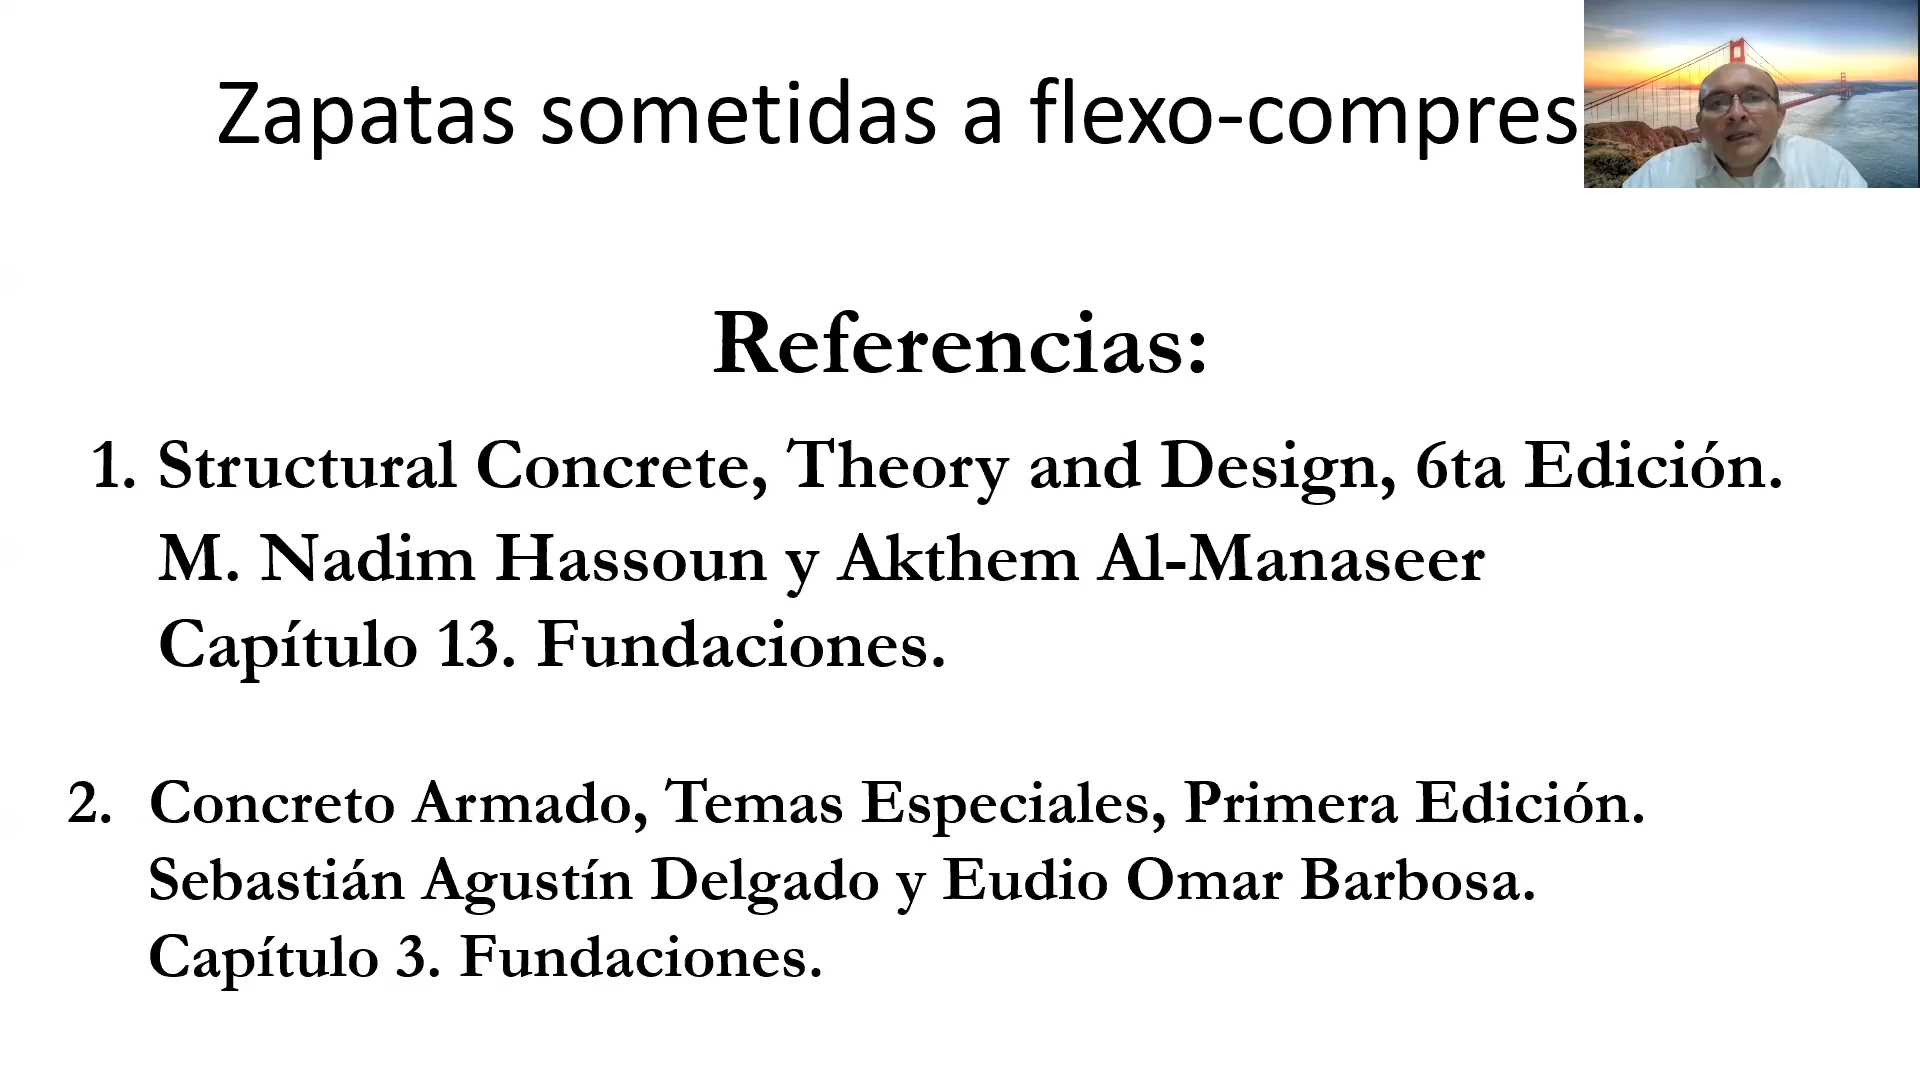 Zapatas sometidas a flexo-compres
Referencias:
1. Structural Concrete, Theory and Design, 6ta Edición.
M. Nadim Hassoun y Akthem Al-Manaseer
Capítulo 13. Fundaciones.
2. Concreto Armado, Temas Especiales, Primera Edición.
Sebastián Agustín Delgado y Eudio Omar Barbosa.
Capítulo 3. Fundaciones.